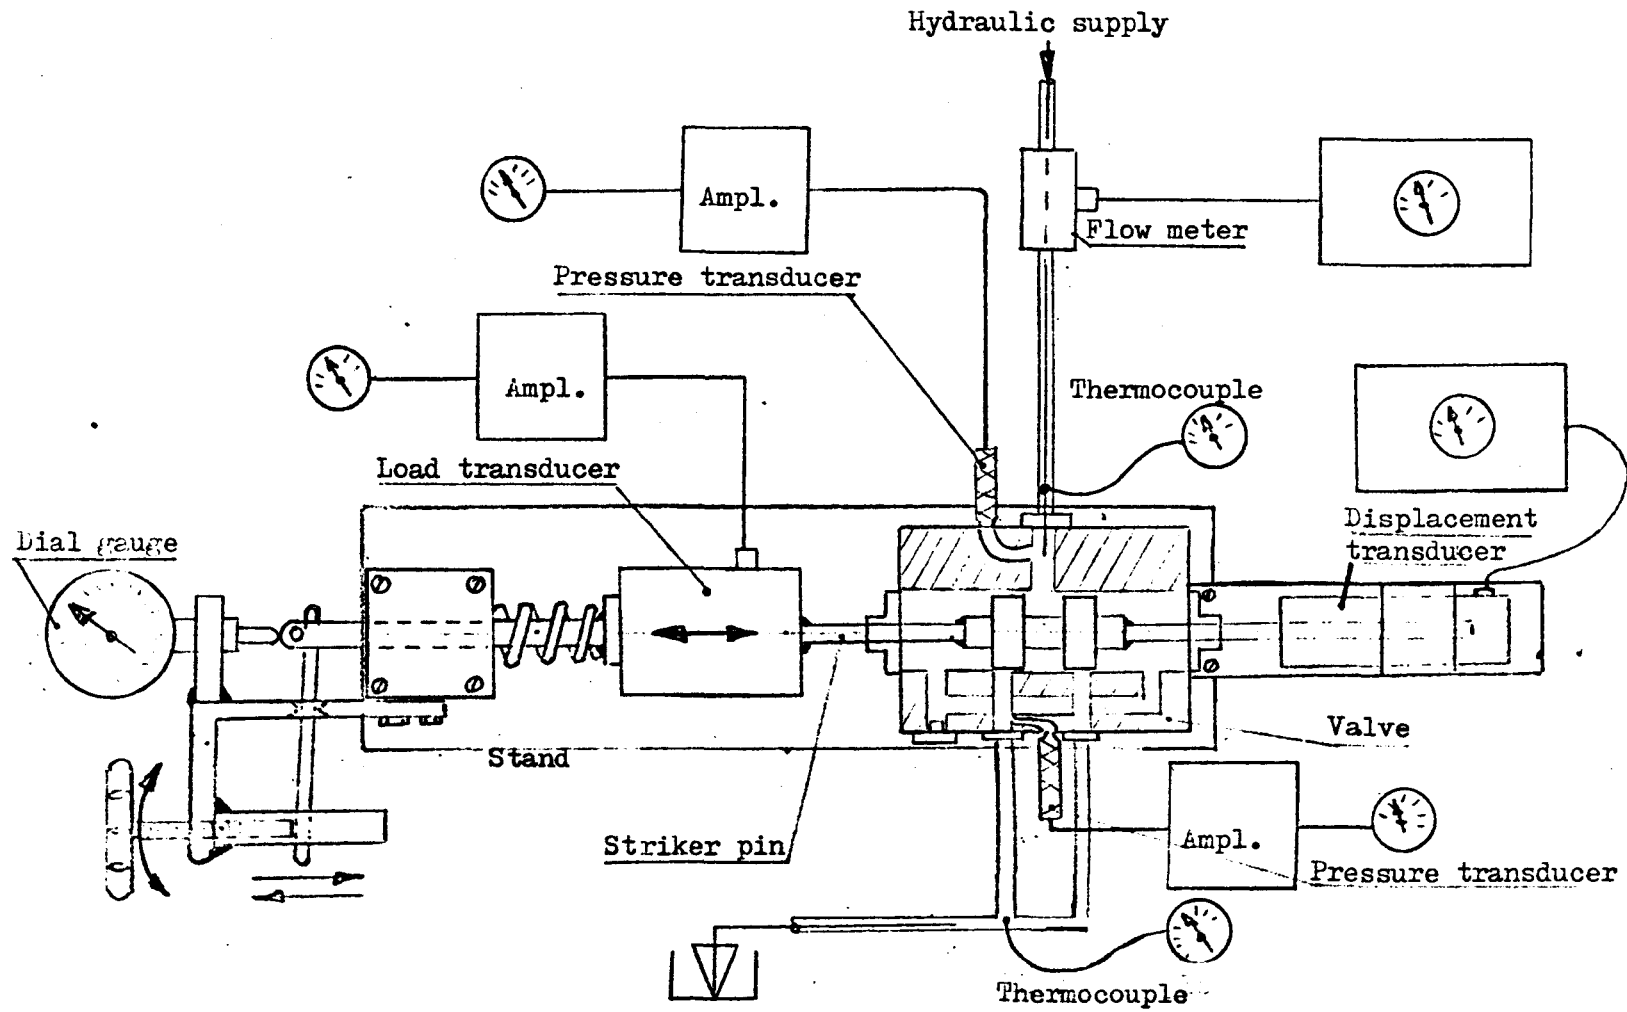 Hydraulic supply
Ampl.
Flow meter
Pressure transducer
Ampl.
Thermocouple
Load transducer
Displacement
transducer
Dial gauge
Valve
Stand
Striker pin
Ampl.
Pressure transducer
Thermocouple